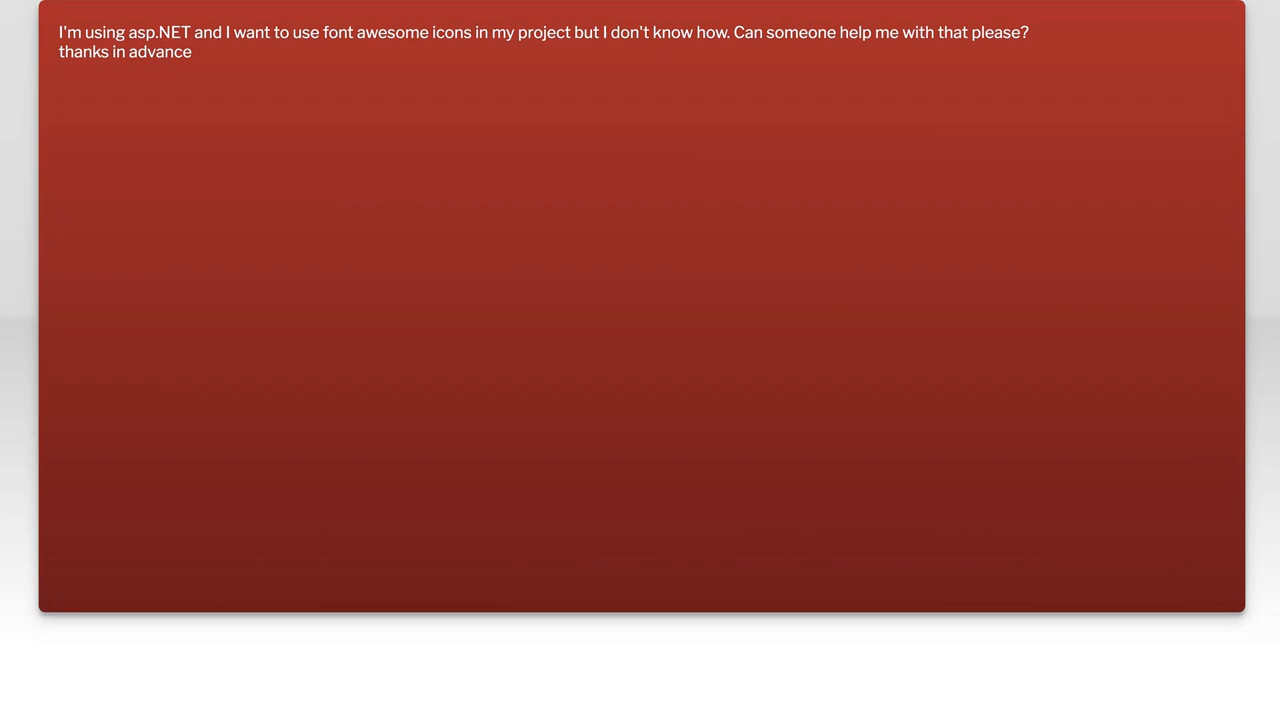 I'm using asp.NET and I want to use font awesome icons in my project but I don't know how. Can someone help me with that please?
thanks in advance